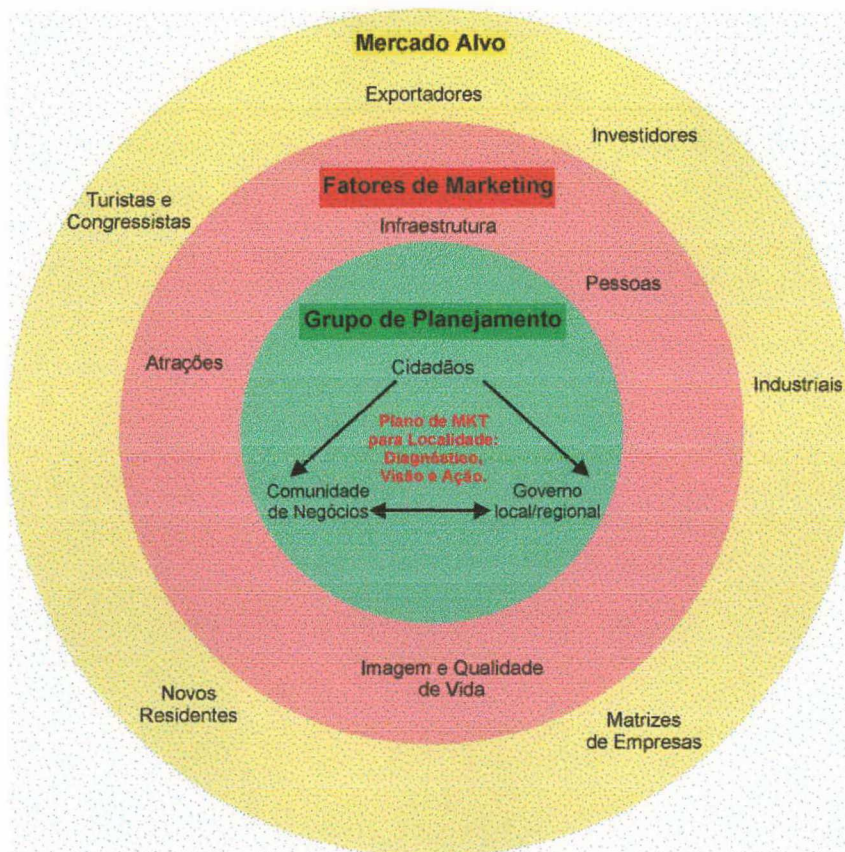 Mercado Alvo
Exportadores
Investidores
Turistas e
Congressistas
Fatores de Marketing
Infraestrutura
Pessoas
Atrações
Industriais
Grupo de Planejamento
Cidadãos
Plano de MKT
para Localidade:
Diagnóstico,
Visão e Ação.
Comunidade
de Negócios
Governo
local/regional
Imagem e Qualidade
de Vida
Novos
Residentes
Matrizes
de Empresas